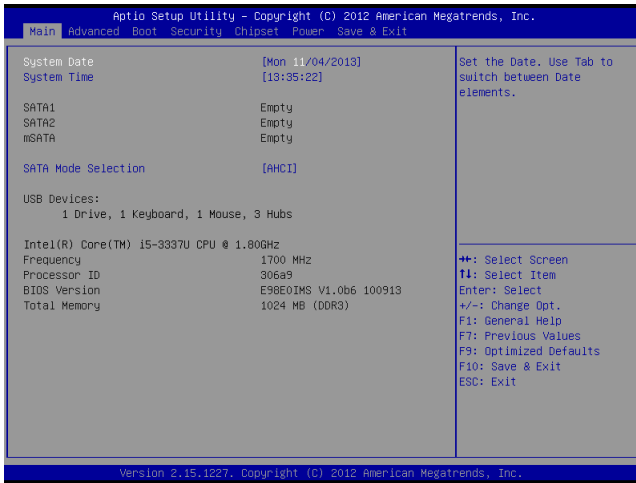 Aptio Setup Utility – Copyright (C) 2012 American Megatrends, Inc.
Main Advanced Boot Security Chipset Power Save & Exit
System Date [Mon 11/04/2013]
System Time [13:35:22]
SATA1 Empty
SATA2 Empty
mSATA Empty
SATA Mode Selection [AHCI]
USB Devices:
1 Drive, 1 Keyboard, 1 Mouse, 3 Hubs
Intel(R) Core(TM) i5-3337U CPU @ 1.80GHz
Frequency 1700 MHz
Processor ID 306a9
BIOS Version E98E0IMS V1.0b6 100913
Total Memory 1024 MB (DDR3)
Set the Date. Use Tab to
switch between Date
elements.
→←: Select Screen
↑↓: Select Item
Enter: Select
+/-: Change Opt.
F1: General Help
F7: Previous Values
F9: Optimized Defaults
F10: Save & Exit
ESC: Exit
Version 2.15.1227. Copyright (C) 2012 American Megatrends, Inc.